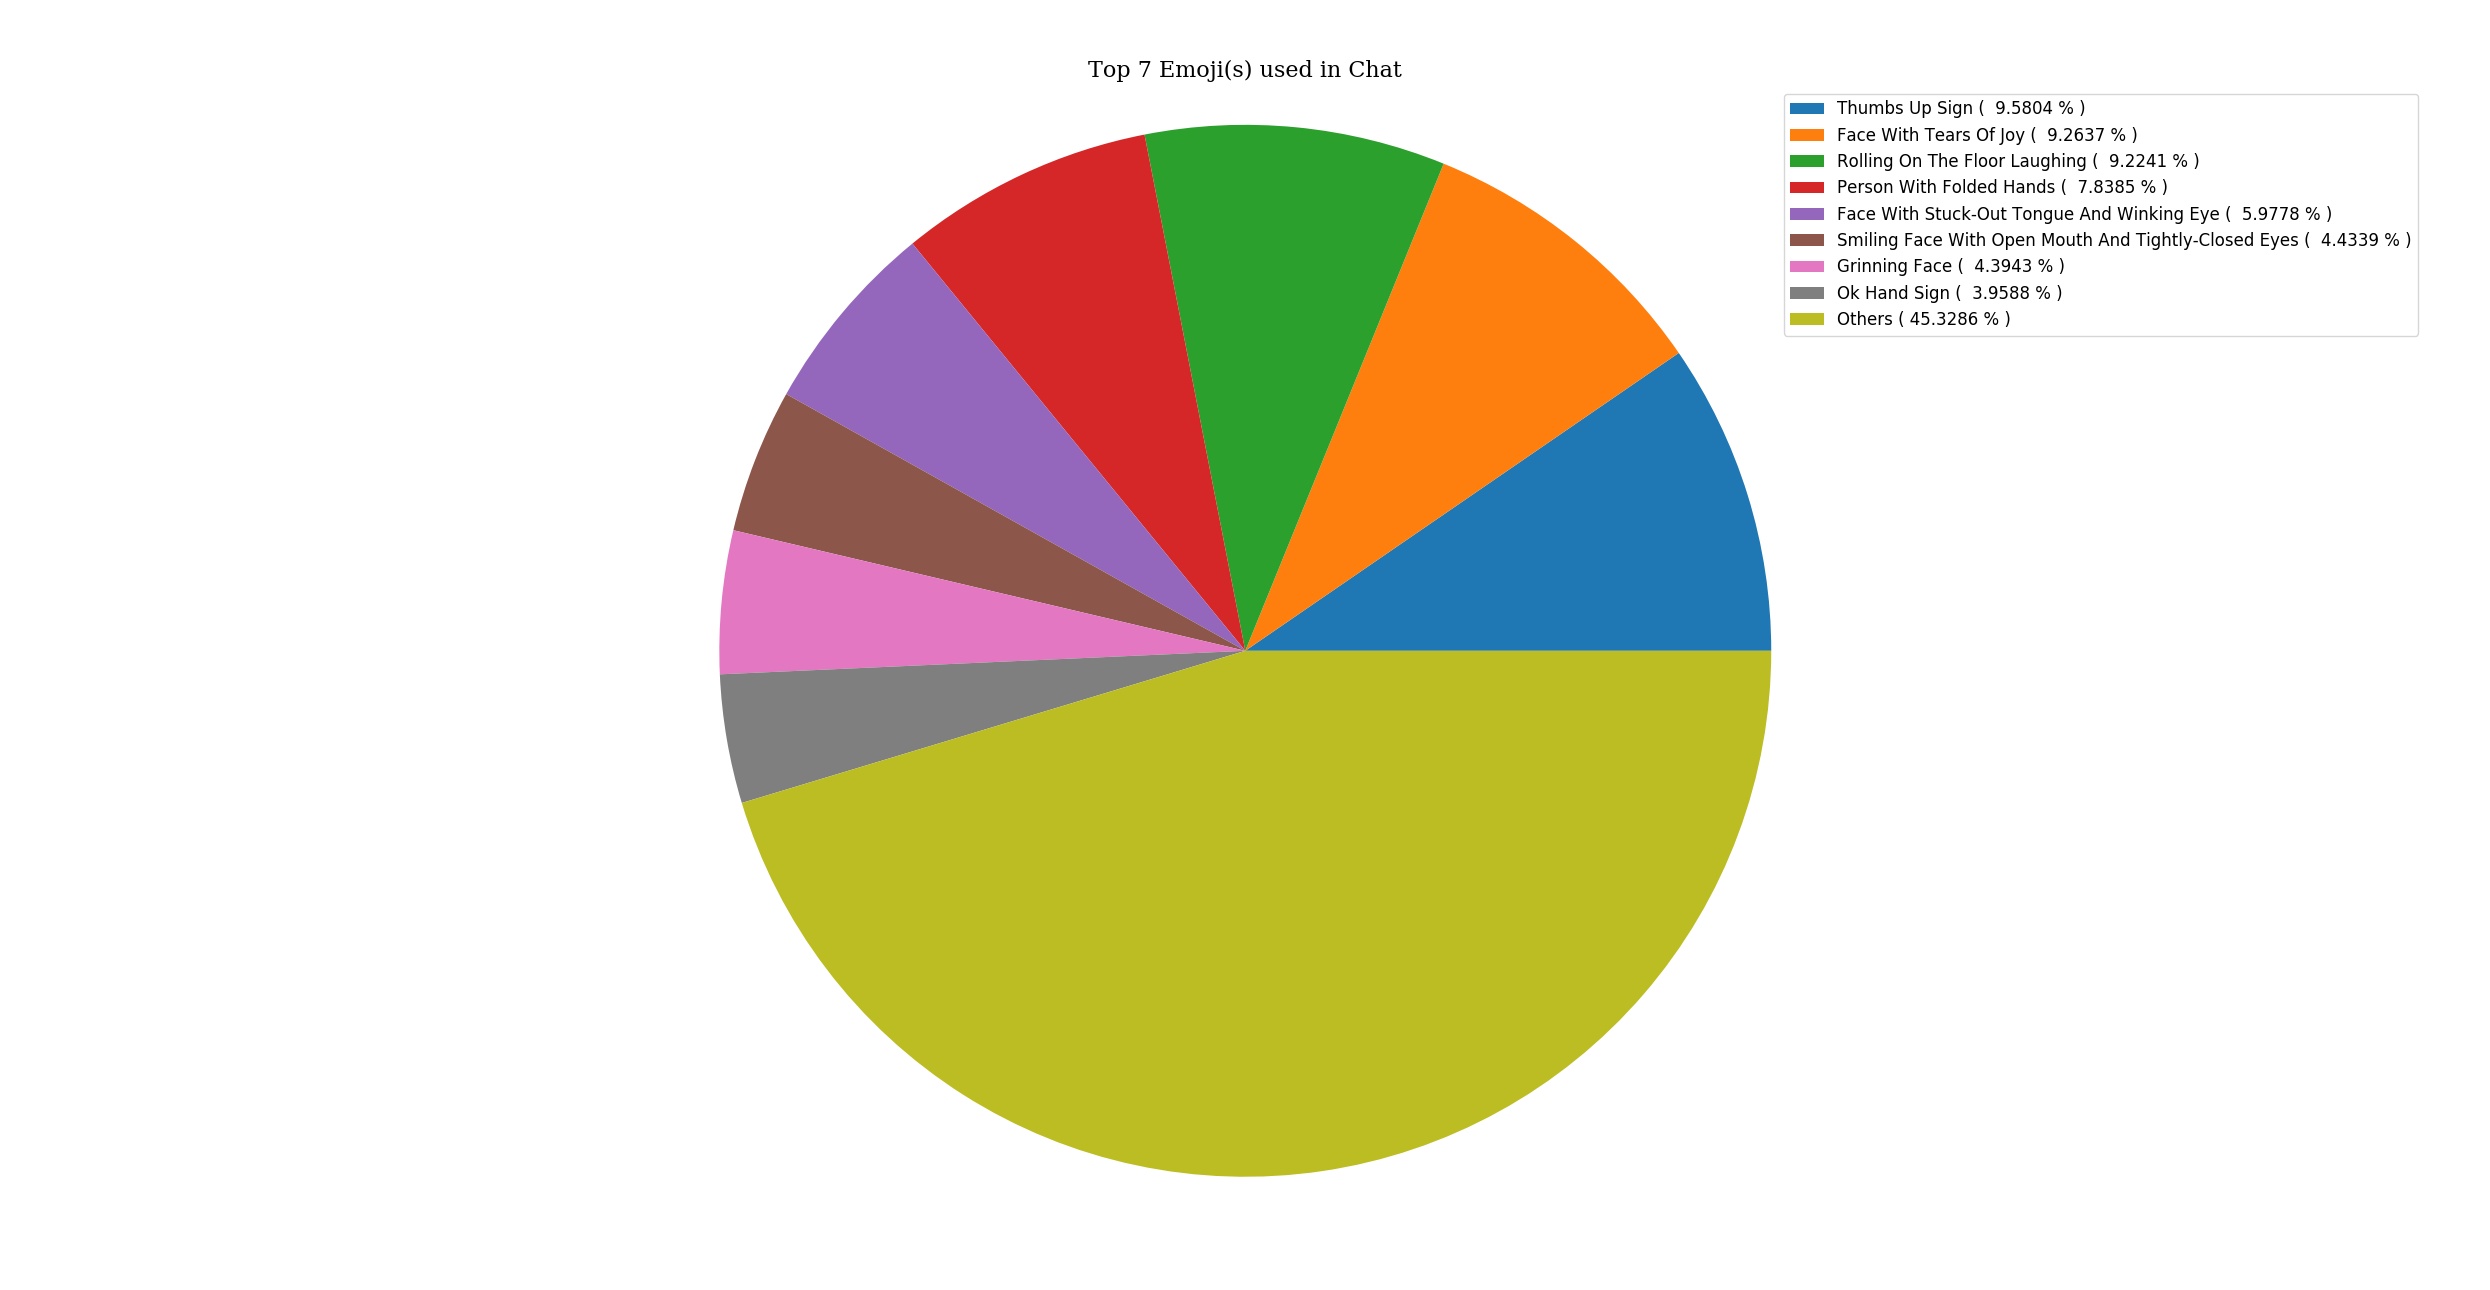 Top 7 Emoji(s) used in Chat
Thumbs Up Sign (  9.5804 % )
Face With Tears Of Joy (  9.2637 % )
Rolling On The Floor Laughing (  9.2241 % )
Person With Folded Hands (  7.8385 % )
Face With Stuck-Out Tongue And Winking Eye (  5.9778 % )
Smiling Face With Open Mouth And Tightly-Closed Eyes (  4.4339 % )
Grinning Face (  4.3943 % )
Ok Hand Sign (  3.9588 % )
Others ( 45.3286 % )